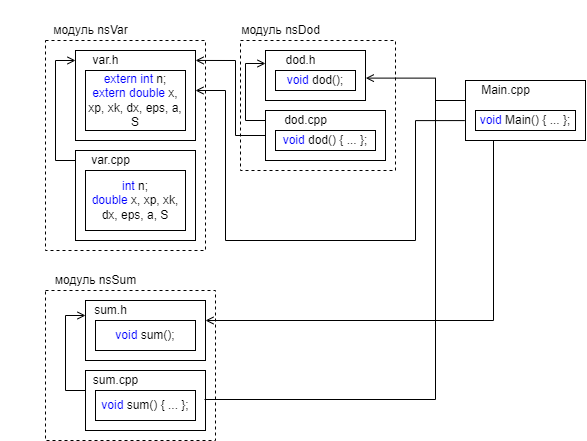 модуль nsVar
var.h
extern int n;
extern double x,
xp, xk, dx, eps, a,
S
var.cpp
int n;
double x, xp, xk,
dx, eps, a, S
модуль nsDod
dod.h
void dod();
dod.cpp
void dod() { ... };
Main.cpp
void Main() { ... };
модуль nsSum
sum.h
void sum();
sum.cpp
void sum() { ... };